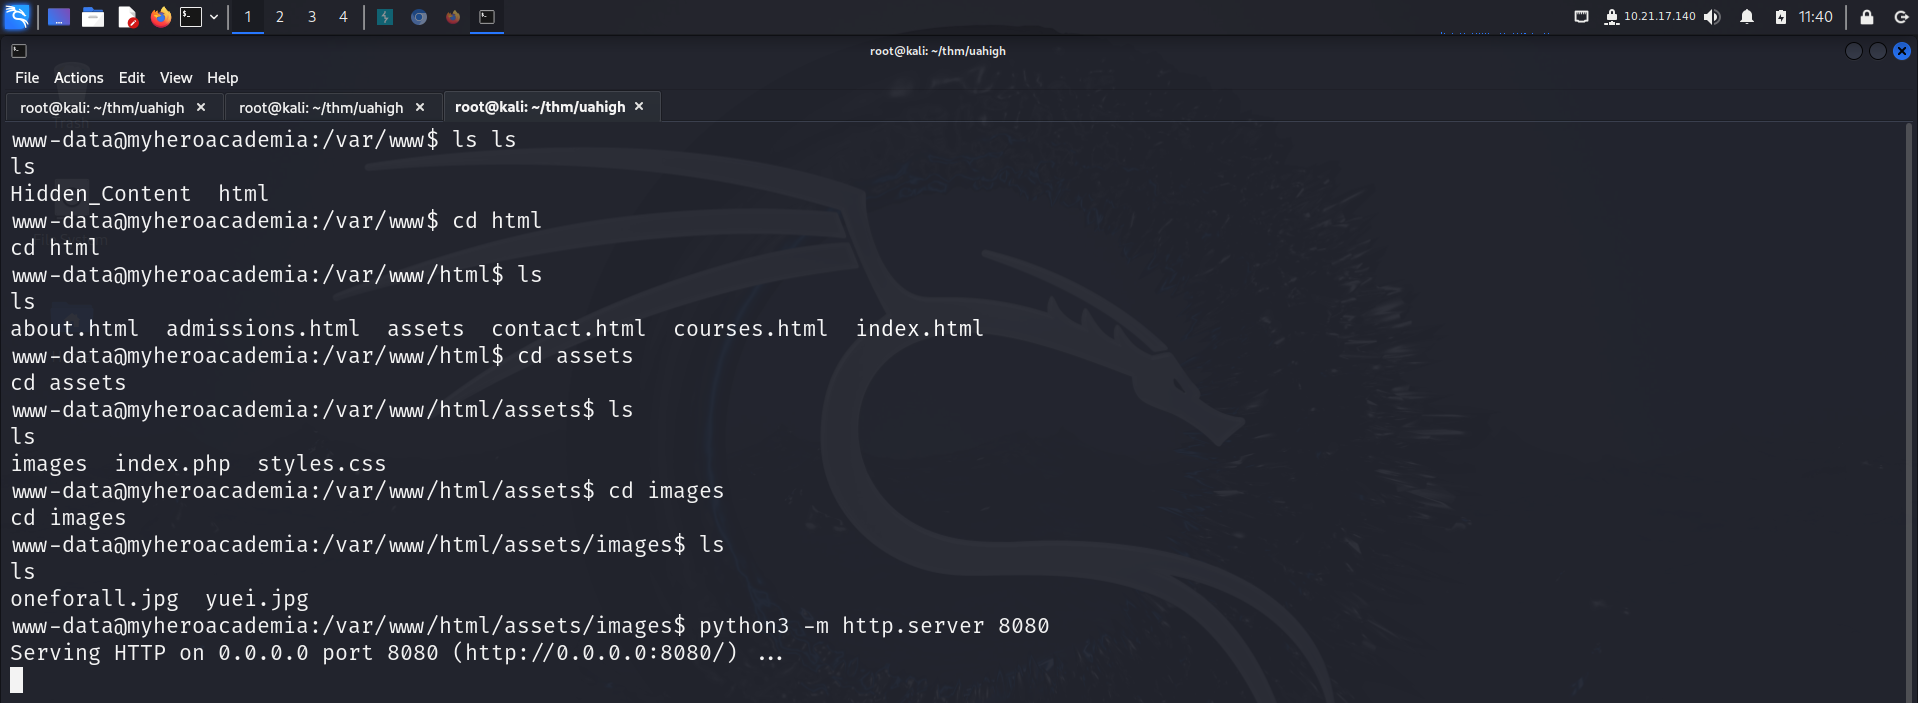 1 2 3 4 10.21.17.140 11:40
root@kali: ~/thm/uahigh
File Actions Edit View Help
root@kali: ~/thm/uahigh root@kali: ~/thm/uahigh root@kali: ~/thm/uahigh
www-data@myheroacademia:/var/www$ ls ls
ls
Hidden_Content  html
www-data@myheroacademia:/var/www$ cd html
cd html
www-data@myheroacademia:/var/www/html$ ls
ls
about.html  admissions.html  assets  contact.html  courses.html  index.html
www-data@myheroacademia:/var/www/html$ cd assets
cd assets
www-data@myheroacademia:/var/www/html/assets$ ls
ls
images  index.php  styles.css
www-data@myheroacademia:/var/www/html/assets$ cd images
cd images
www-data@myheroacademia:/var/www/html/assets/images$ ls
ls
oneforall.jpg  yuei.jpg
www-data@myheroacademia:/var/www/html/assets/images$ python3 -m http.server 8080
Serving HTTP on 0.0.0.0 port 8080 (http://0.0.0.0:8080/) ...